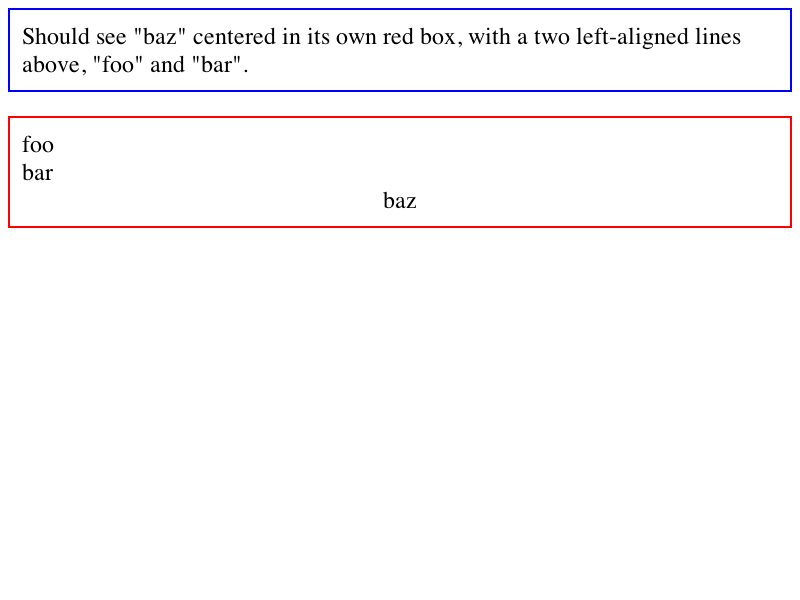 Should see "baz" centered in its own red box, with a two left-aligned lines
above, "foo" and "bar".
foo
bar
baz